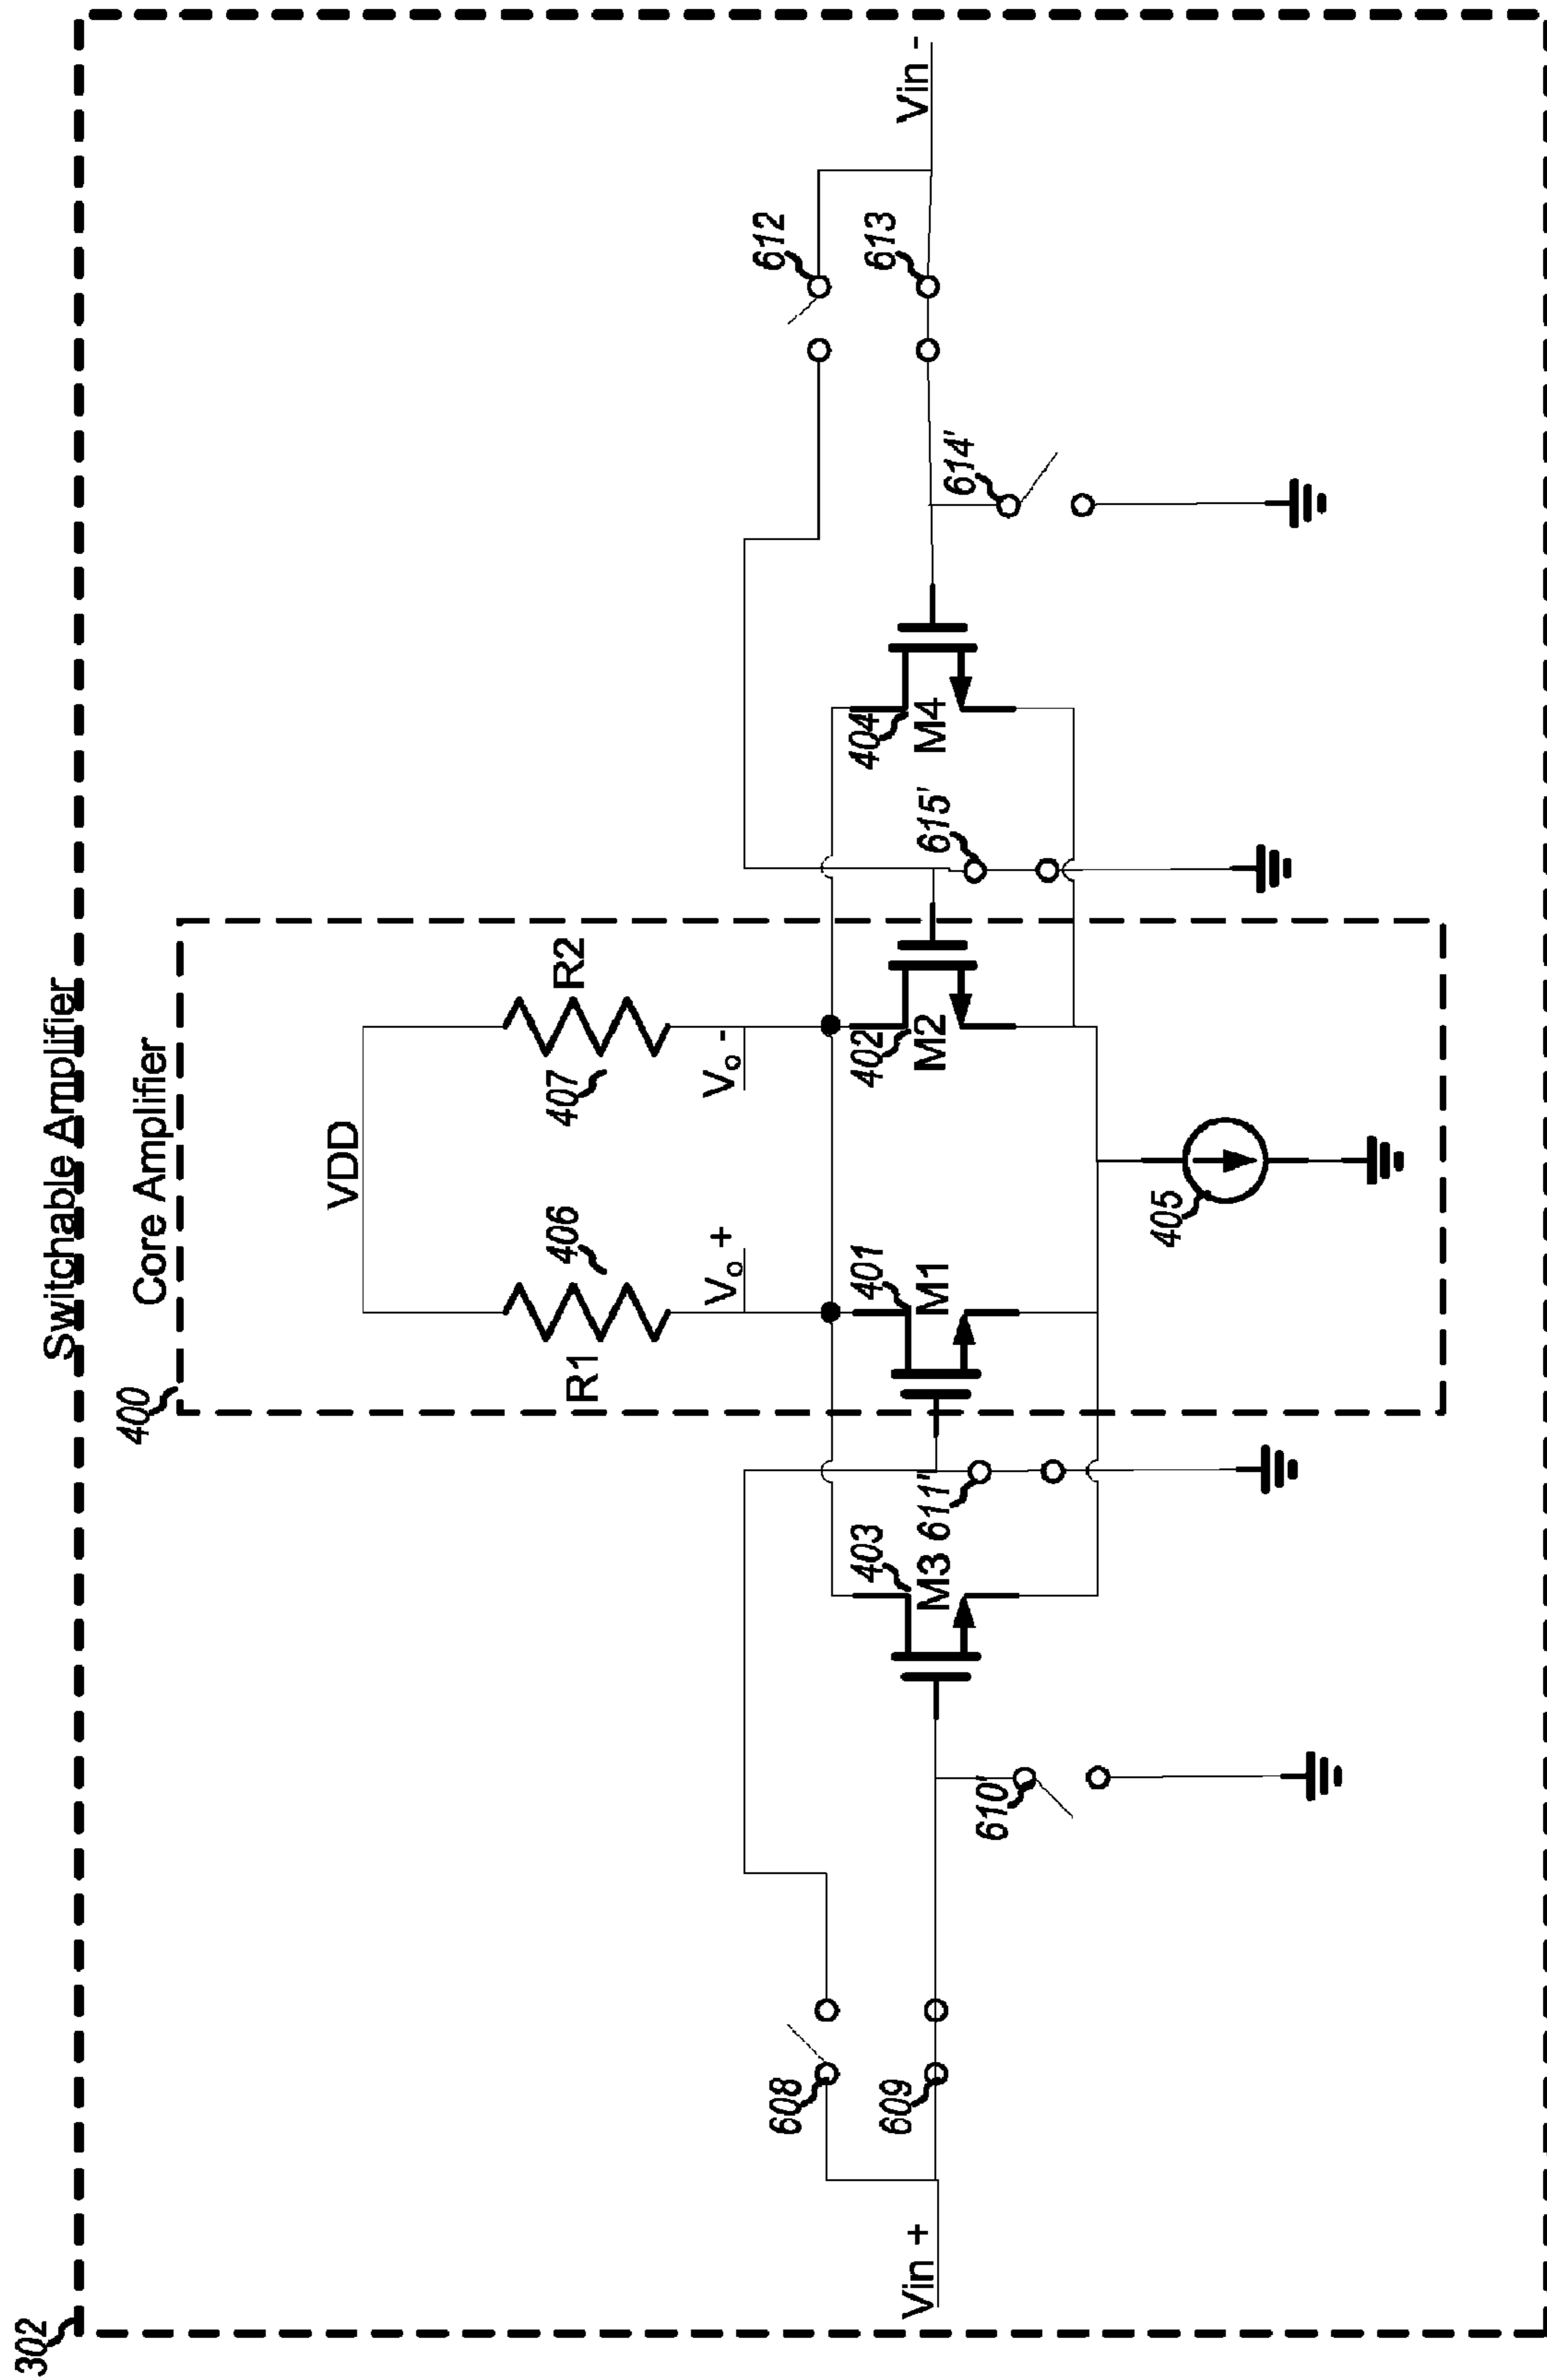 302
Switchable Amplifier
400
Core Amplifier
VDD
R1
406
407
R2
Vo +
Vo -
608
612
403
401
402
404
M3
M1
M2
M4
609
613
Vin +
Vin -
610'
611'
615'
614'
405